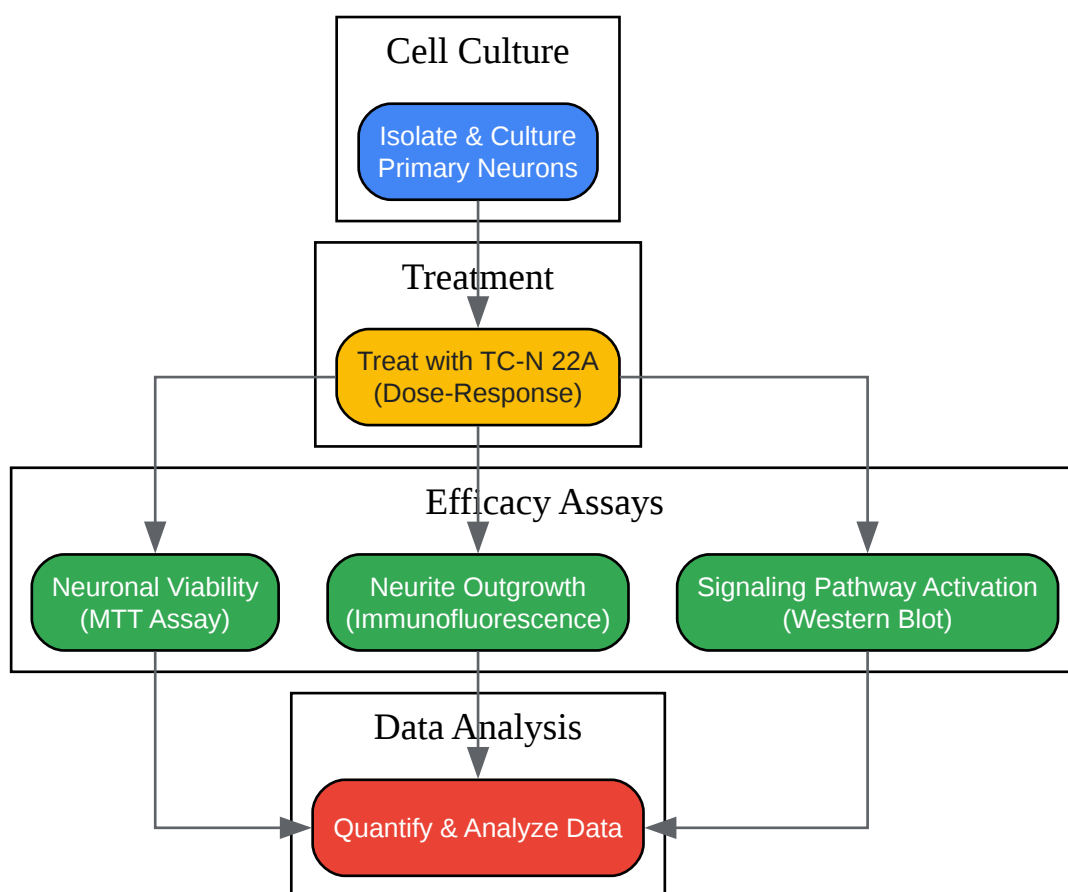 Cell Culture
Isolate & Culture
Primary Neurons
Treatment
Treat with TC-N 22A
(Dose-Response)
Efficacy Assays
Neuronal Viability
(MTT Assay)
Neurite Outgrowth
(Immunofluorescence)
Signaling Pathway Activation
(Western Blot)
Data Analysis
Quantify & Analyze Data